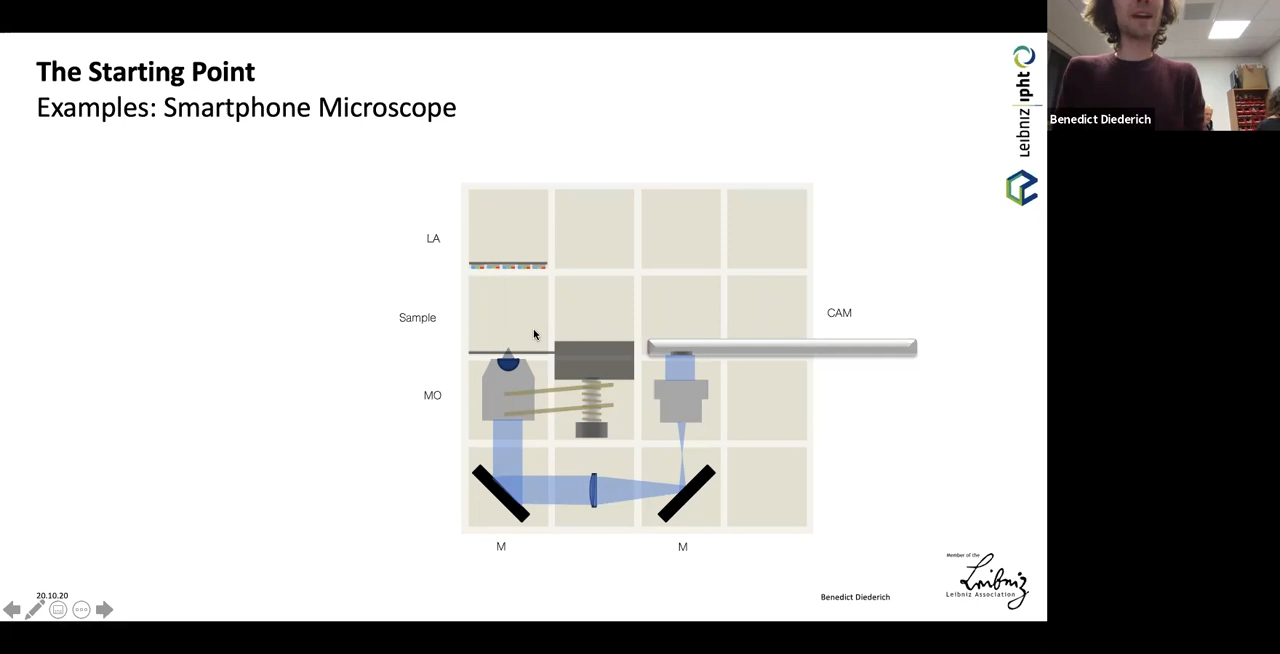 The Starting Point
Examples: Smartphone Microscope
Leibniz ipht
Benedict Diederich
LA
Sample
CAM
MO
M
M
20.10.20
Benedict Diederich
Member of the
Leibniz
Leibniz Association